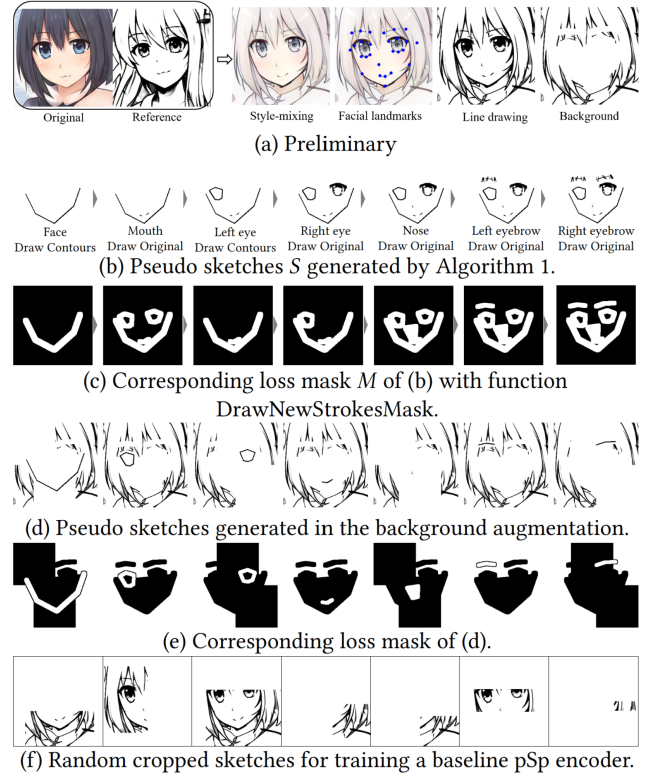 Original Reference Style-mixing Facial landmarks Line drawing Background
(a) Preliminary
Face Mouth Left eye Right eye Nose Left eyebrow Right eyebrow
Draw Contours Draw Original Draw Contours Draw Original Draw Original Draw Original Draw Original
(b) Pseudo sketches S generated by Algorithm 1.
(c) Corresponding loss mask M of (b) with function
DrawNewStrokesMask.
(d) Pseudo sketches generated in the background augmentation.
(e) Corresponding loss mask of (d).
(f) Random cropped sketches for training a baseline pSp encoder.